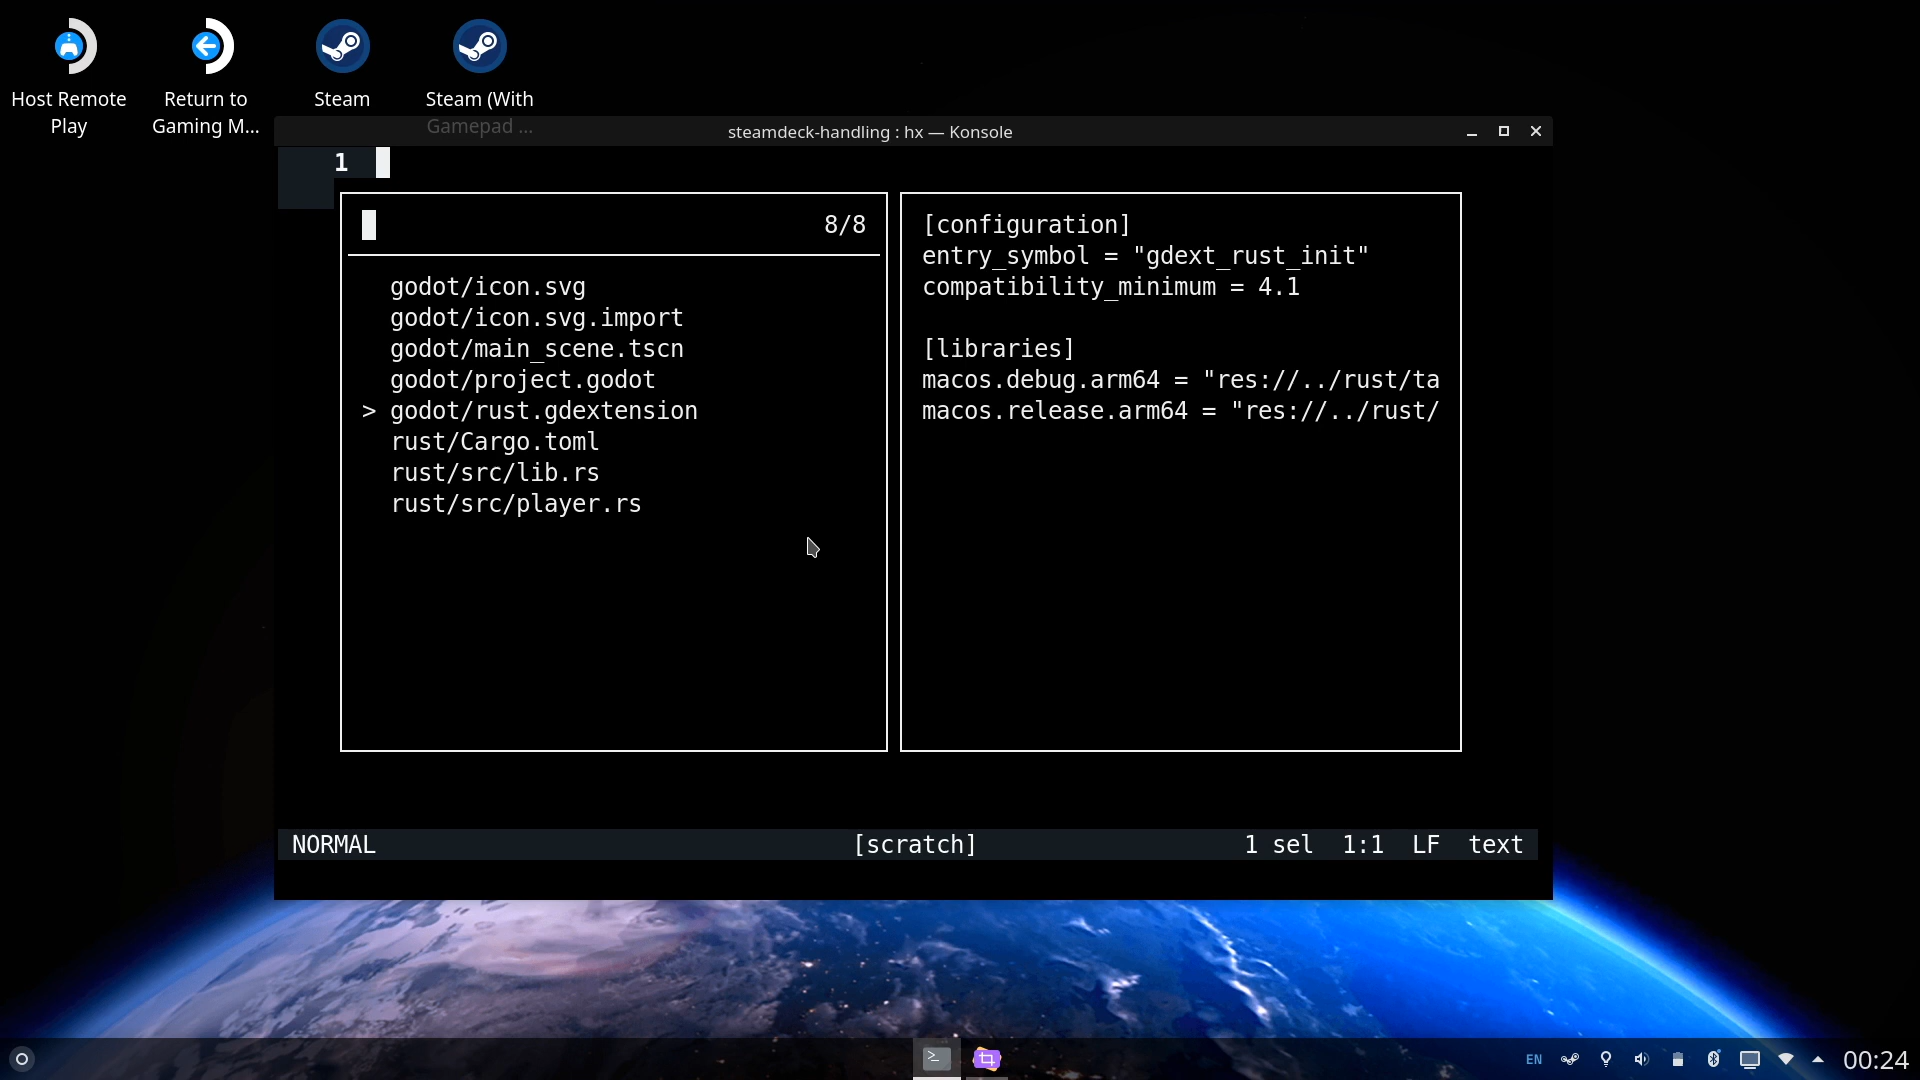 Host Remote
Play
Return to
Gaming M...
Steam
Steam (With
Gamepad ...
steamdeck-handling : hx — Konsole
1
8/8
godot/icon.svg
godot/icon.svg.import
godot/main_scene.tscn
godot/project.godot
> godot/rust.gdextension
rust/Cargo.toml
rust/src/lib.rs
rust/src/player.rs
[configuration]
entry_symbol = "gdext_rust_init"
compatibility_minimum = 4.1
[libraries]
macos.debug.arm64 = "res://../rust/ta
macos.release.arm64 = "res://../rust/
NORMAL [scratch] 1 sel 1:1 LF text
EN 00:24